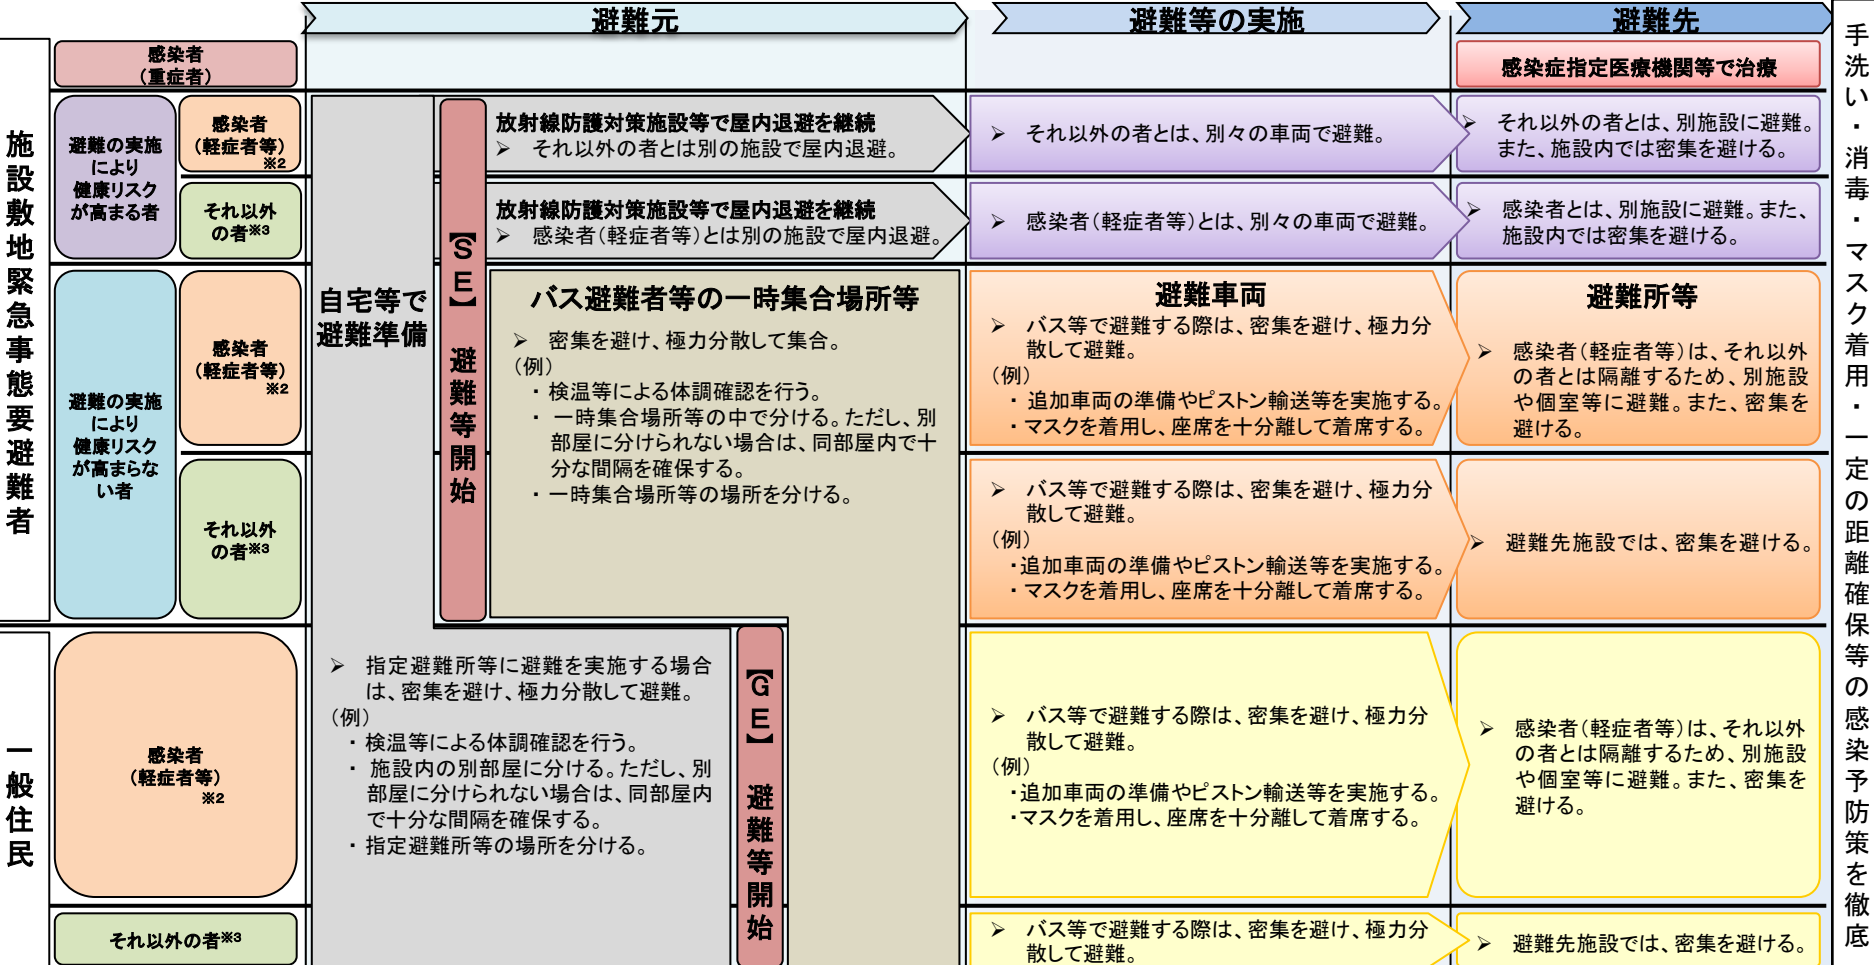 避難元
避難等の実施
避難先
感染者
（重症者）
感染症指定医療機関等で治療
施設敷地緊急事態要避難者
避難の実施
により
健康リスク
が高まる者
感染者
（軽症者等）
※2
それ以外
の者※3
放射線防護対策施設等で屋内退避を継続
➢ それ以外の者とは別の施設で屋内退避。
➢ それ以外の者とは、別々の車両で避難。
➢ それ以外の者とは、別施設に避難。
また、施設内では密集を避ける。
放射線防護対策施設等で屋内退避を継続
➢ 感染者（軽症者等）とは別の施設で屋内退避。
➢ 感染者（軽症者等）とは、別々の車両で避難。
➢ 感染者とは、別施設に避難。また、
施設内では密集を避ける。
避難の実施
により
健康リスク
が高まらな
い者
感染者
（軽症者等）
※2
それ以外
の者※3
自宅等で
避難準備
【SE】 避難等開始
バス避難者等の一時集合場所等
➢ 密集を避け、極力分散して集合。
（例）
・検温等による体調確認を行う。
・ 一時集合場所等の中で分ける。ただし、別
部屋に分けられない場合は、同部屋内で十
分な間隔を確保する。
・一時集合場所等の場所を分ける。
避難車両
➢ バス等で避難する際は、密集を避け、極力分
散して避難。
（例）
・追加車両の準備やピストン輸送等を実施する。
・マスクを着用し、座席を十分離して着席する。
避難所等
➢ 感染者（軽症者等）は、それ以外
の者とは隔離するため、別施設
や個室等に避難。また、密集を
避ける。
➢ バス等で避難する際は、密集を避け、極力分
散して避難。
（例）
・追加車両の準備やピストン輸送等を実施する。
・マスクを着用し、座席を十分離して着席する。
➢ 避難先施設では、密集を避ける。
一般住民
感染者
（軽症者等）
※2
➢ 指定避難所等に避難を実施する場合
は、密集を避け、極力分散して避難。
（例）
・検温等による体調確認を行う。
・ 施設内の別部屋に分ける。ただし、別
部屋に分けられない場合は、同部屋内
で十分な間隔を確保する。
・指定避難所等の場所を分ける。
【GE】 避難等開始
➢ バス等で避難する際は、密集を避け、極力分
散して避難。
（例）
・追加車両の準備やピストン輸送等を実施する。
・マスクを着用し、座席を十分離して着席する。
➢ 感染者（軽症者等）は、それ以外
の者とは隔離するため、別施設
や個室等に避難。また、密集を
避ける。
それ以外の者※3
➢ バス等で避難する際は、密集を避け、極力分
散して避難。
➢ 避難先施設では、密集を避ける。
手洗い・消毒・マスク着用・一定の距離確保等の感染予防策を徹底